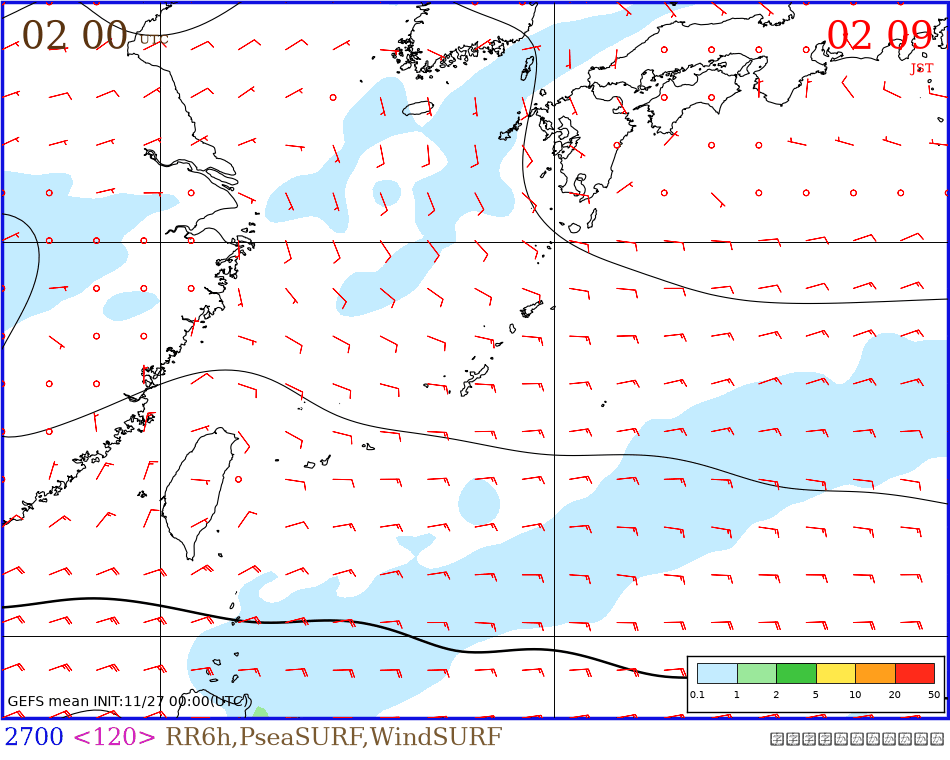 02 00 UTC
02 09
JST
0.1 1 2 5 10 20 50
GEFS mean INIT:11/27 00:00(UTC)
2700 <120> RR6h,PseaSURF,WindSURF